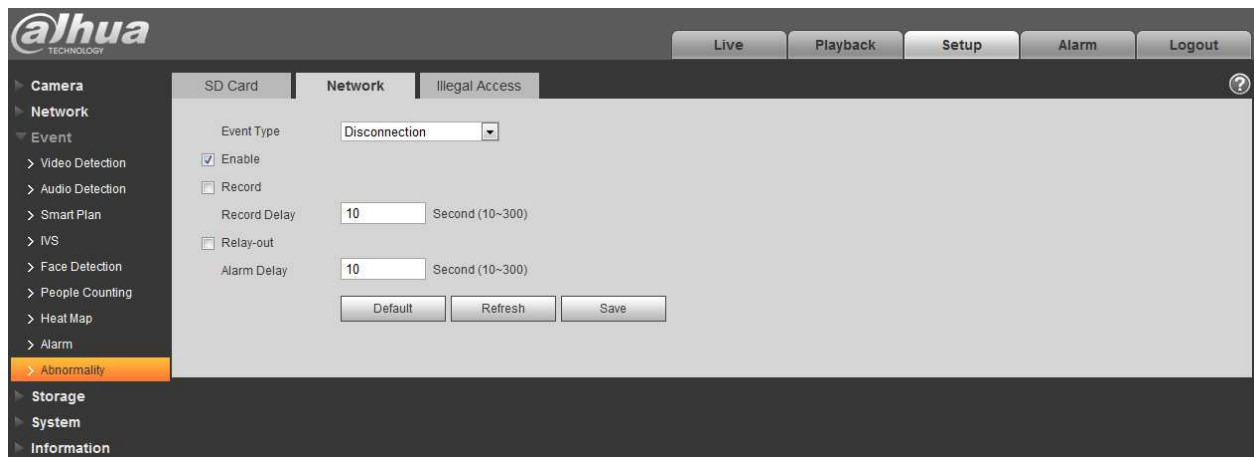 alhua
TECHNOLOGY
Live Playback Setup Alarm Logout
Camera
Network
Event
> Video Detection
> Audio Detection
> Smart Plan
> IVS
> Face Detection
> People Counting
> Heat Map
> Alarm
> Abnormality
Storage
System
Information
SD Card Network Illegal Access ?
Event Type Disconnection
Enable
Record
Record Delay 10 Second (10~300)
Relay-out
Alarm Delay 10 Second (10~300)
Default Refresh Save